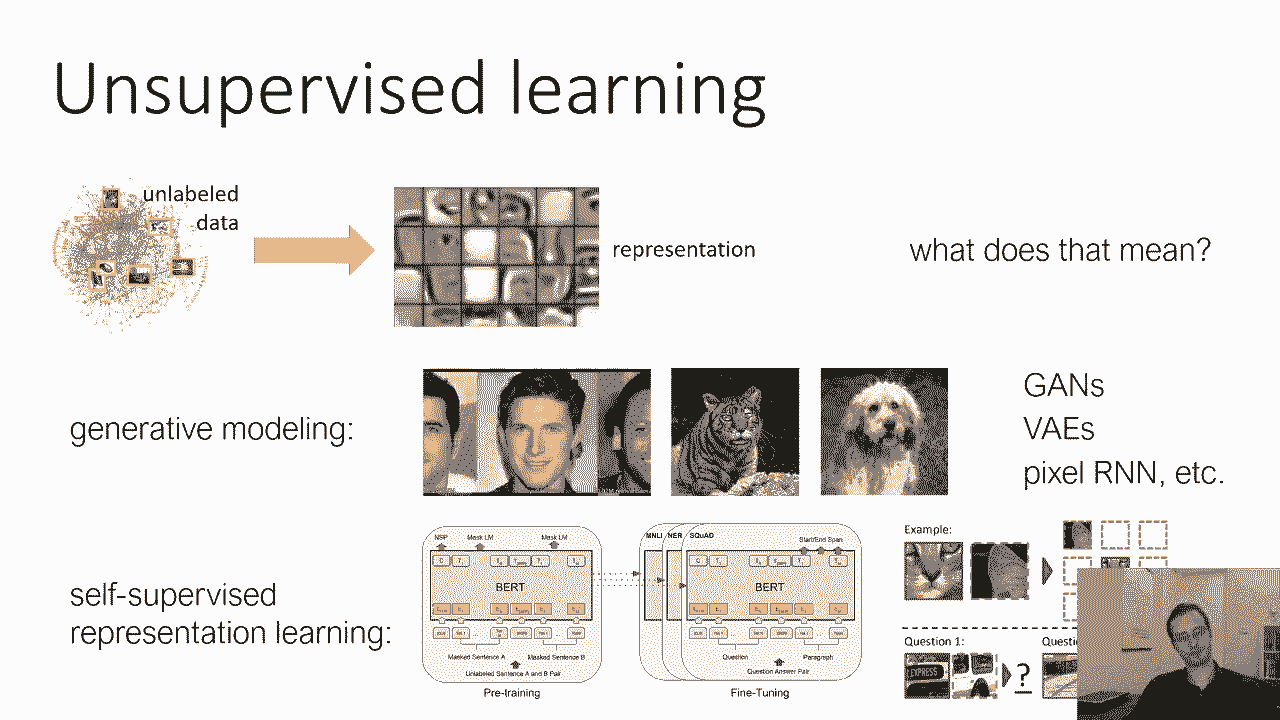 Unsupervised learning
unlabeled
data
representation
what does that mean?
generative modeling:
GANs
VAEs
pixel RNN, etc.
self-supervised
representation learning:
NSP
Mask LM
Mask LM
BERT
Masked Sentence A
Masked Sentence B
Unlabeled Sentence A and B Pair
Pre-training
MNLI
NER
SQuAD
Start/End Span
BERT
Question
Paragraph
Question Answer Pair
Fine-Tuning
Example:
Question 1:
EXPRESS
?